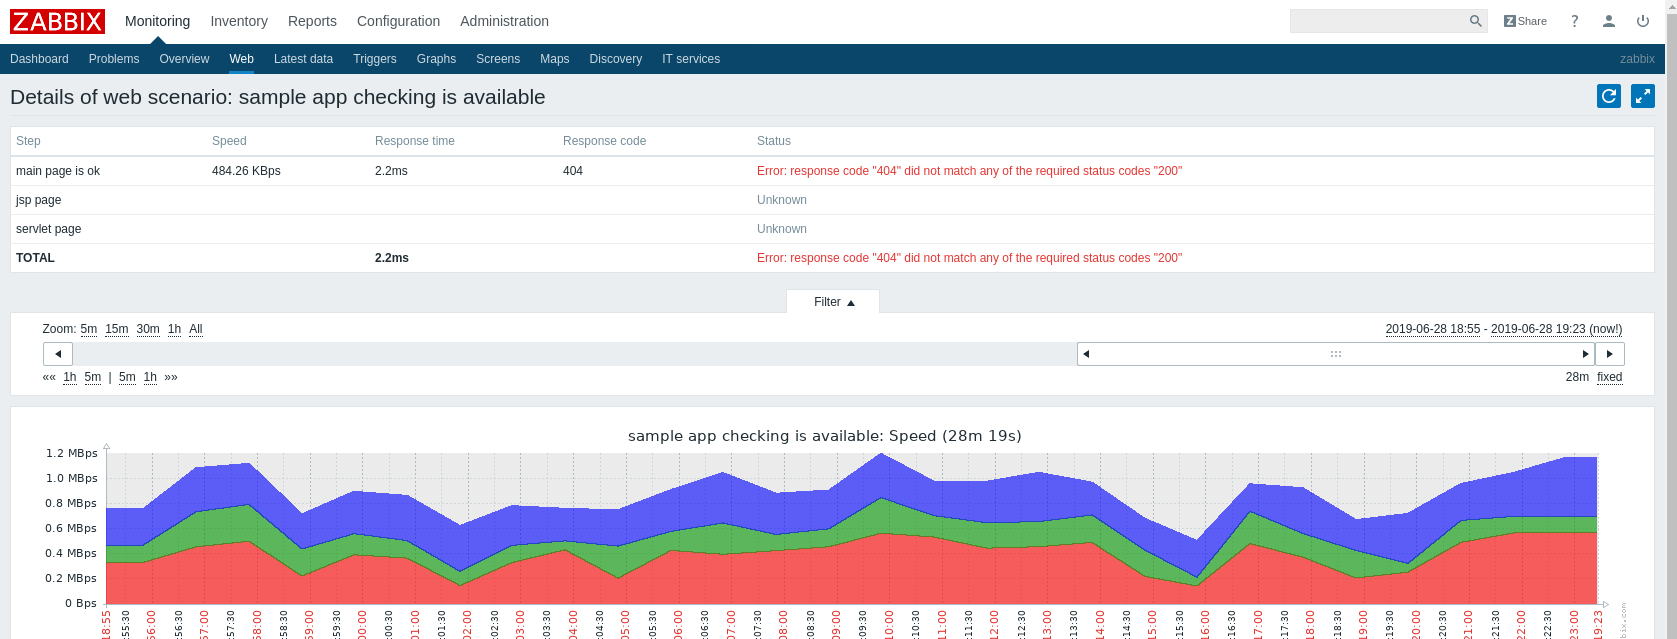 ZABBIX Monitoring Inventory Reports Configuration Administration Z Share ?
Dashboard Problems Overview Web Latest data Triggers Graphs Screens Maps Discovery IT services zabbix
Details of web scenario: sample app checking is available
Step Speed Response time Response code Status
main page is ok 484.26 KBps 2.2ms 404 Error: response code "404" did not match any of the required status codes "200"
jsp page Unknown
servlet page Unknown
TOTAL 2.2ms Error: response code "404" did not match any of the required status codes "200"
Filter
Zoom: 5m 15m 30m 1h All 2019-06-28 18:55 - 2019-06-28 19:23 (now!)
«« 1h 5m | 5m 1h »» 28m fixed
sample app checking is available: Speed (28m 19s)
1.2 MBps
1.0 MBps
0.8 MBps
0.6 MBps
0.4 MBps
0.2 MBps
0 Bps
18:55 :55:30 :56:00 :56:30 :57:00 :57:30 :58:00 :58:30 :59:00 :59:30 :00:00 :00:30 :01:00 :01:30 :02:00 :02:30 :03:00 :03:30 :04:00 :04:30 :05:00 :05:30 :06:00 :06:30 :07:00 :07:30 :08:00 :08:30 :09:00 :09:30 :10:00 :10:30 :11:00 :11:30 :12:00 :12:30 :13:00 :13:30 :14:00 :14:30 :15:00 :15:30 :16:00 :16:30 :17:00 :17:30 :18:00 :18:30 :19:00 :19:30 :20:00 :20:30 :21:00 :21:30 :22:00 :22:30 :23:00 19:23
bix.com